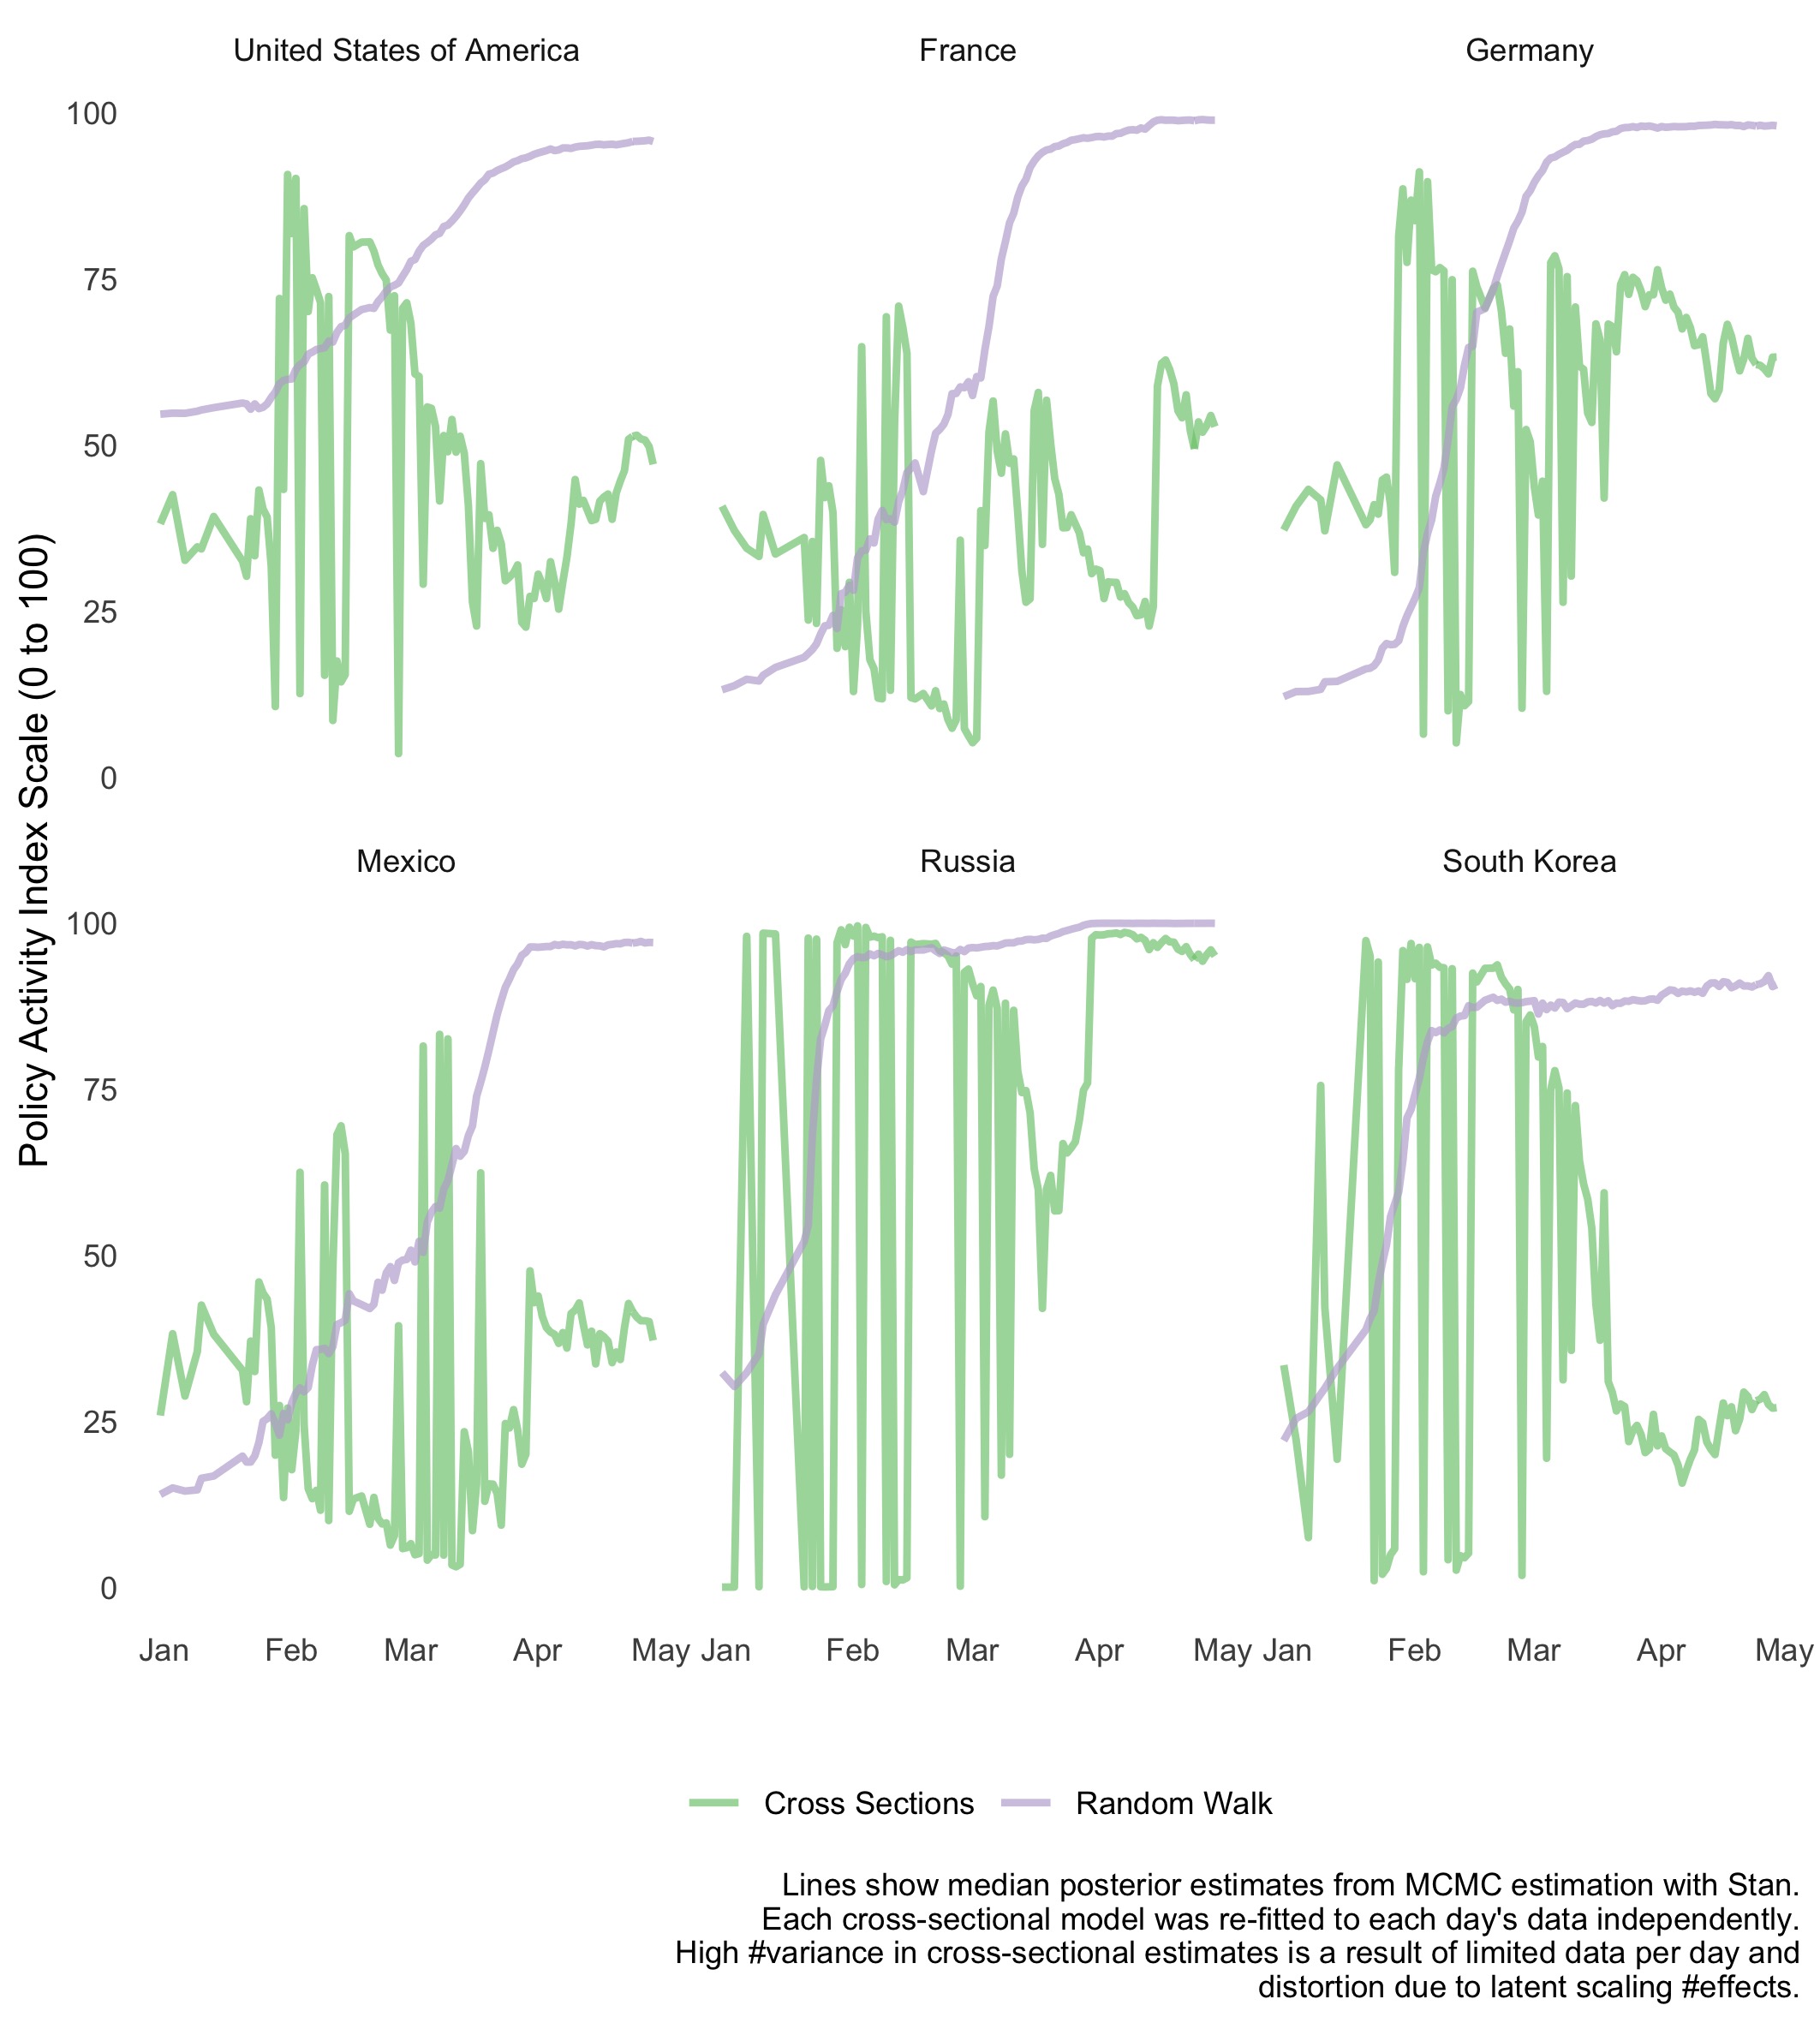 United States of America
France
Germany
100
75
50
25
0
Policy Activity Index Scale (0 to 100)
Mexico
Russia
South Korea
100
75
50
25
0
Jan Feb Mar Apr May Jan Feb Mar Apr May Jan Feb Mar Apr May
Cross Sections Random Walk
Lines show median posterior estimates from MCMC estimation with Stan.
Each cross-sectional model was re-fitted to each day's data independently.
High #variance in cross-sectional estimates is a result of limited data per day and
distortion due to latent scaling #effects.